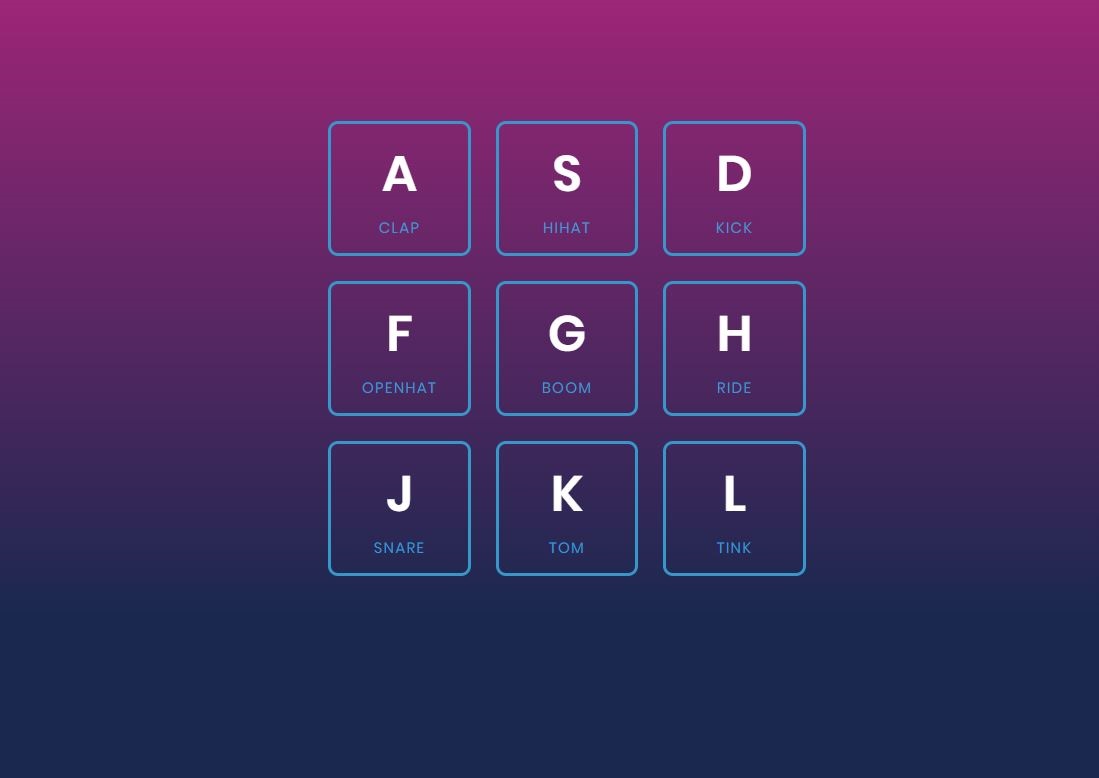 A S D
CLAP HIHAT KICK
F G H
OPENHAT BOOM RIDE
J K L
SNARE TOM TINK